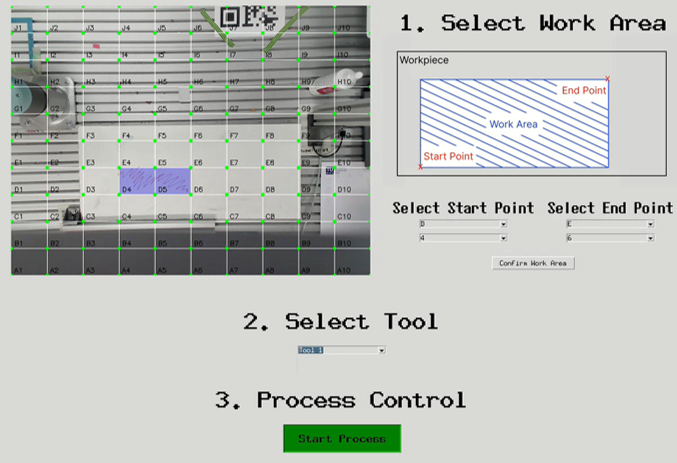 1. Select Work Area
Workpiece
End Point
Work Area
Start Point
Select Start Point Select End Point
D E
4 6
Confirm Work Area
J1 J2 J3 J4 J5 J6 J7 J8 J9 J10
I1 I2 I3 I4 I5 I6 I7 I8 I9 I10
H1 H2 H3 H4 H5 H6 H7 H8 H9 H10
G1 G2 G3 G4 G5 G6 G7 G8 G9 G10
F1 F2 F3 F4 F5 F6 F7 F8 F9 F10
E1 E2 E3 E4 E5 E6 E7 E8 E9 E10
D1 D2 D3 D4 D5 D6 D7 D8 D9 D10
C1 C2 C3 C4 C5 C6 C7 C8 C9 C10
B1 B2 B3 B4 B5 B6 B7 B8 B9 B10
A1 A2 A3 A4 A5 A6 A7 A8 A9 A10
2. Select Tool
Tool 1
3. Process Control
Start Process